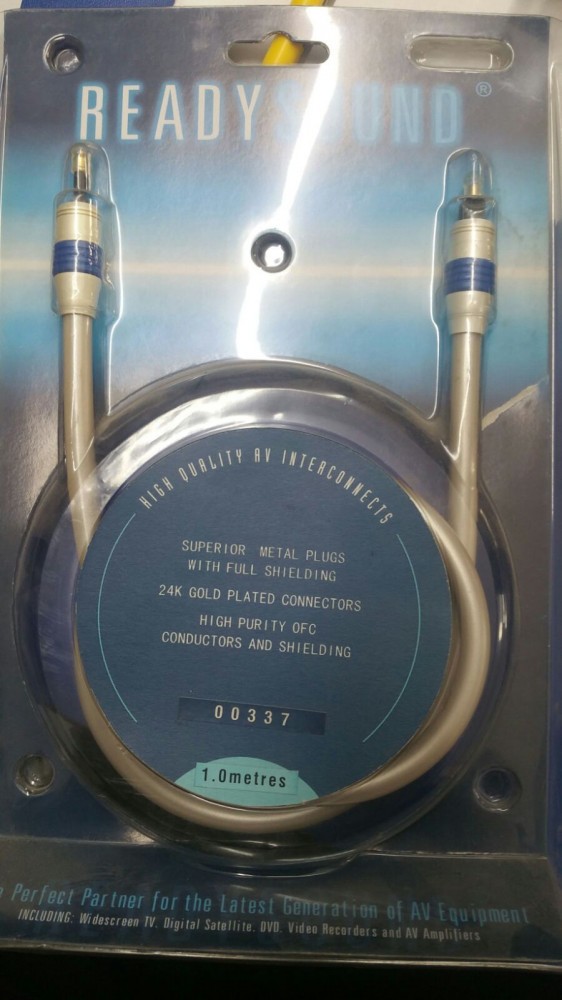 READYSOUND®
HIGH QUALITY AV INTERCONNECTS
SUPERIOR METAL PLUGS
WITH FULL SHIELDING
24K GOLD PLATED CONNECTORS
HIGH PURITY OFC
CONDUCTORS AND SHIELDING
00337
1.0metres
e Perfect Partner for the Latest Generation of AV Equipment
INCLUDING: Widescreen TV, Digital Satellite, DVD, Video Recorders and AV Amplifiers